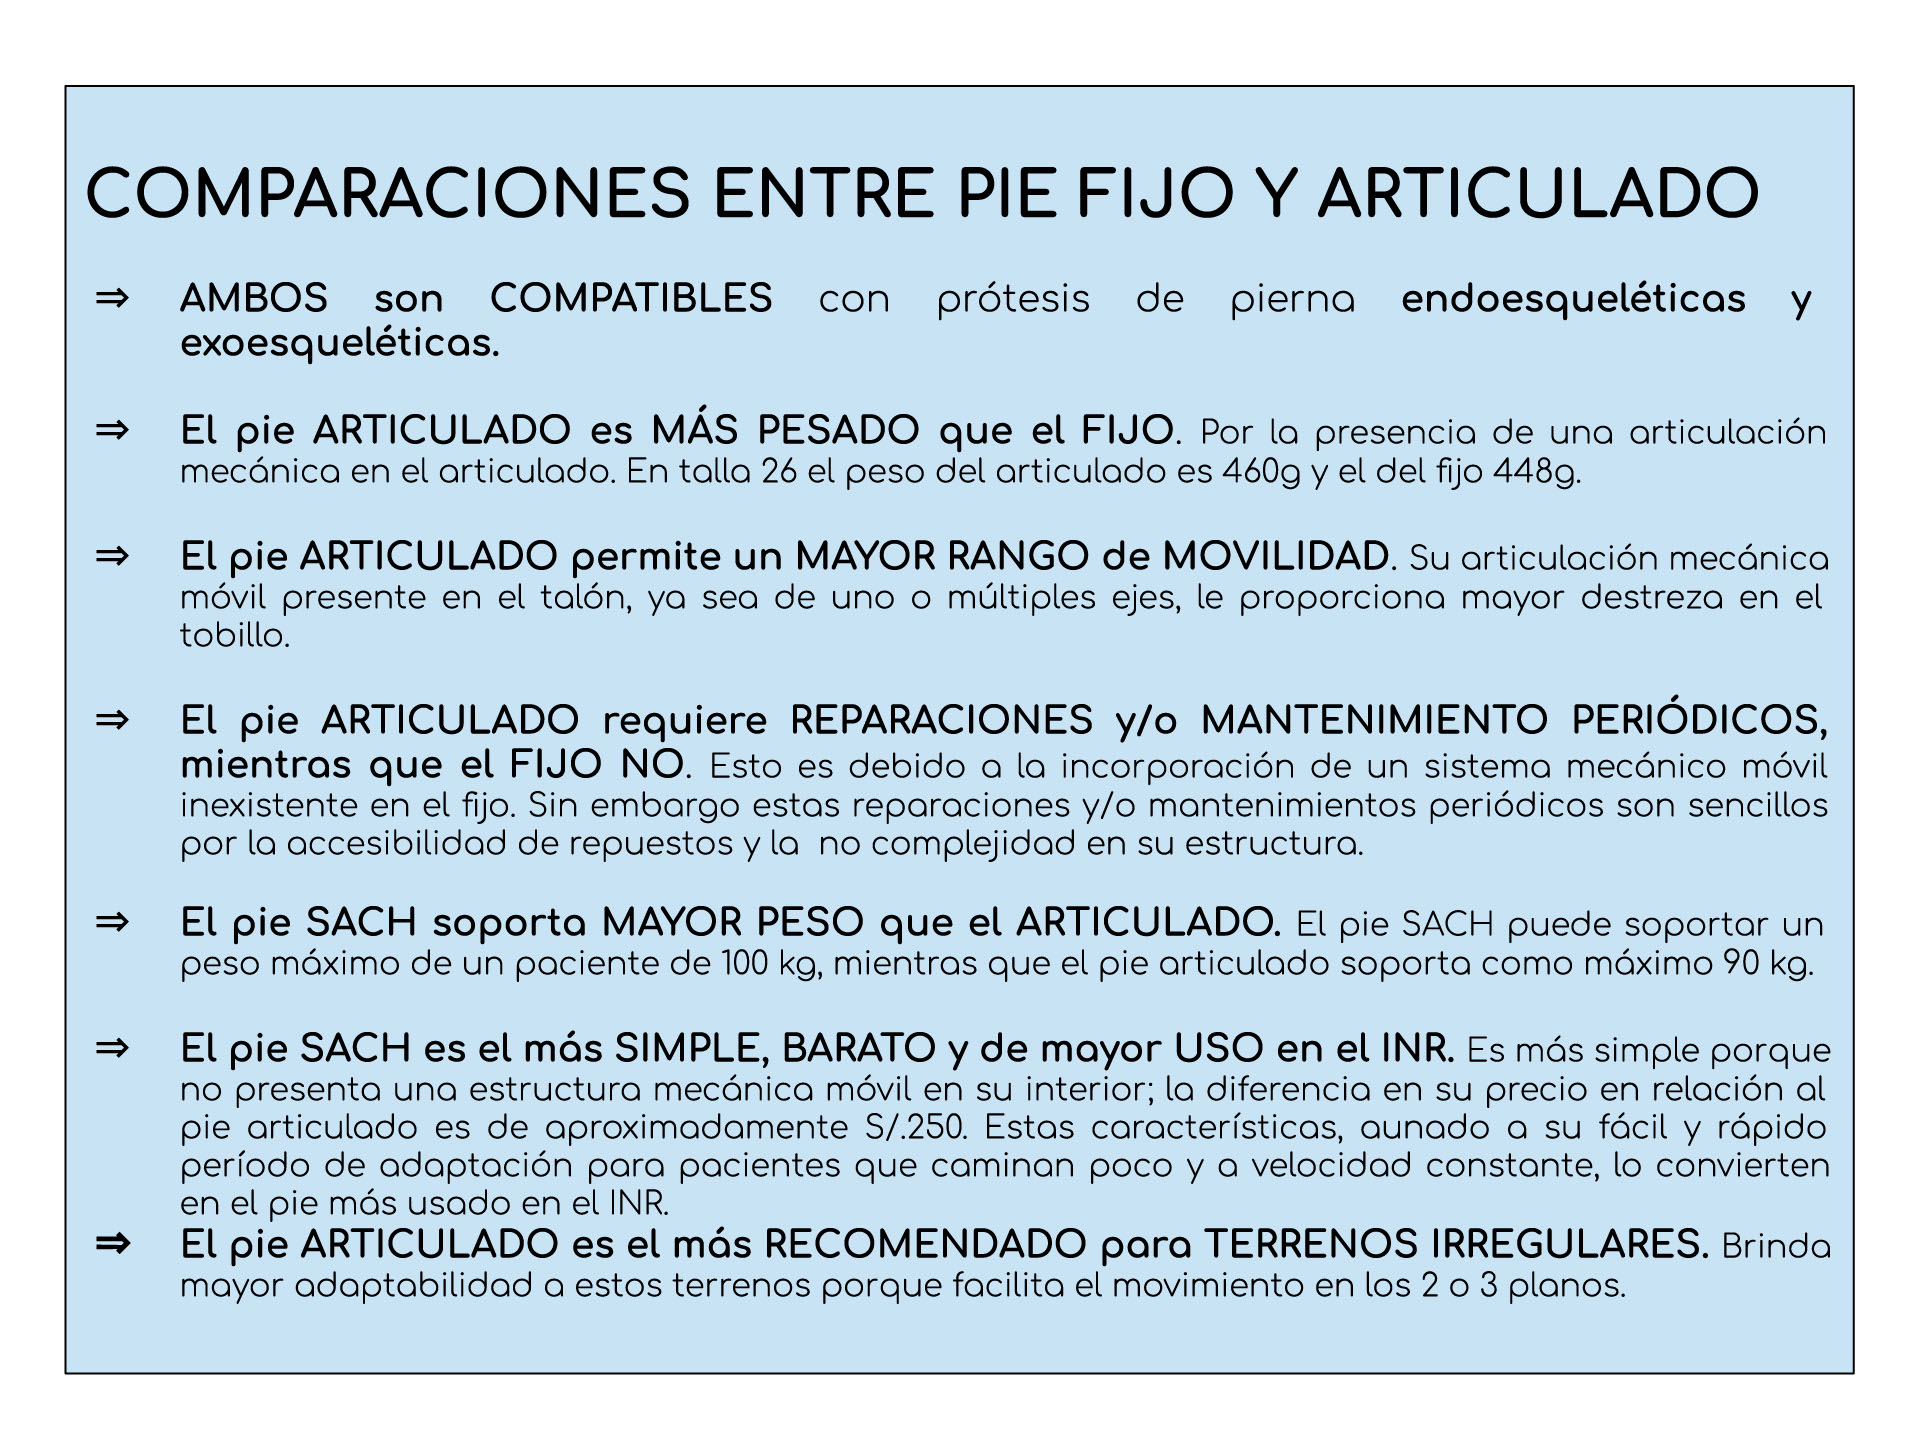 COMPARACIONES ENTRE PIE FIJO Y ARTICULADO
⇒ AMBOS son COMPATIBLES con prótesis de pierna endoesqueléticas y
exoesqueléticas.
⇒ El pie ARTICULADO es MÁS PESADO que el FIJO. Por la presencia de una articulación
mecánica en el articulado. En talla 26 el peso del articulado es 460g y el del fijo 448g.
⇒ El pie ARTICULADO permite un MAYOR RANGO de MOVILIDAD. Su articulación mecánica
móvil presente en el talón, ya sea de uno o múltiples ejes, le proporciona mayor destreza en el
tobillo.
⇒ El pie ARTICULADO requiere REPARACIONES y/o MANTENIMIENTO PERIÓDICOS,
mientras que el FIJO NO. Esto es debido a la incorporación de un sistema mecánico móvil
inexistente en el fijo. Sin embargo estas reparaciones y/o mantenimientos periódicos son sencillos
por la accesibilidad de repuestos y la  no complejidad en su estructura.
⇒ El pie SACH soporta MAYOR PESO que el ARTICULADO. El pie SACH puede soportar un
peso máximo de un paciente de 100 kg, mientras que el pie articulado soporta como máximo 90 kg.
⇒ El pie SACH es el más SIMPLE, BARATO y de mayor USO en el INR. Es más simple porque
no presenta una estructura mecánica móvil en su interior; la diferencia en su precio en relación al
pie articulado es de aproximadamente S/.250. Estas características, aunado a su fácil y rápido
período de adaptación para pacientes que caminan poco y a velocidad constante, lo convierten
en el pie más usado en el INR.
⇒ El pie ARTICULADO es el más RECOMENDADO para TERRENOS IRREGULARES. Brinda
mayor adaptabilidad a estos terrenos porque facilita el movimiento en los 2 o 3 planos.